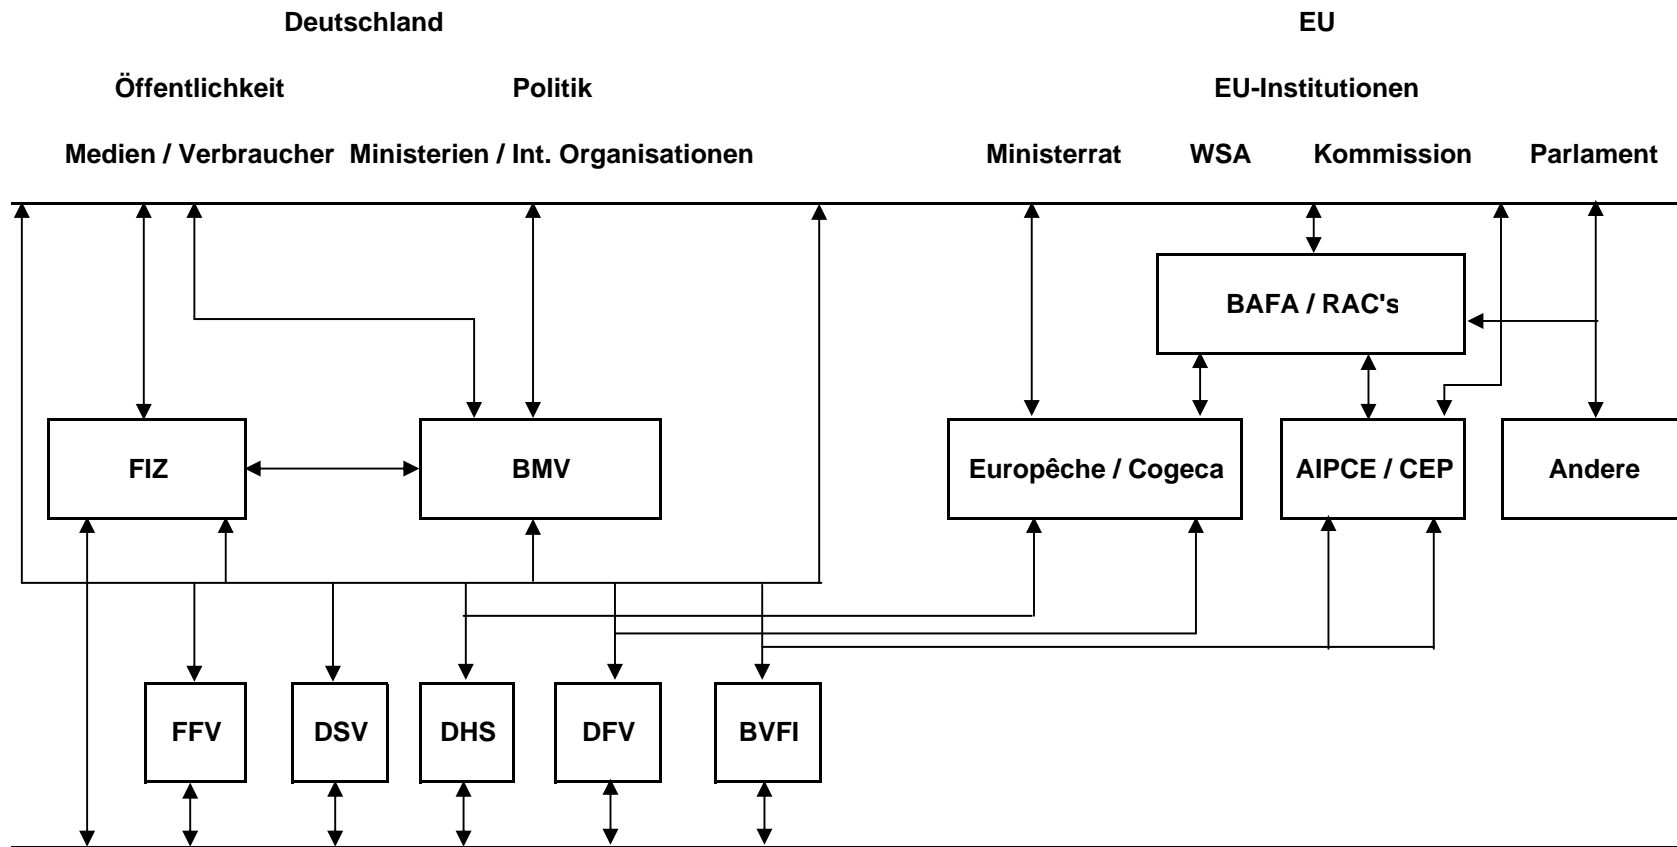 Deutschland EU
Öffentlichkeit Politik EU-Institutionen
Medien / Verbraucher Ministerien / Int. Organisationen Ministerrat WSA Kommission Parlament
BAFA / RAC's
FIZ BMV Europêche / Cogeca AIPCE / CEP Andere
FFV DSV DHS DFV BVFI